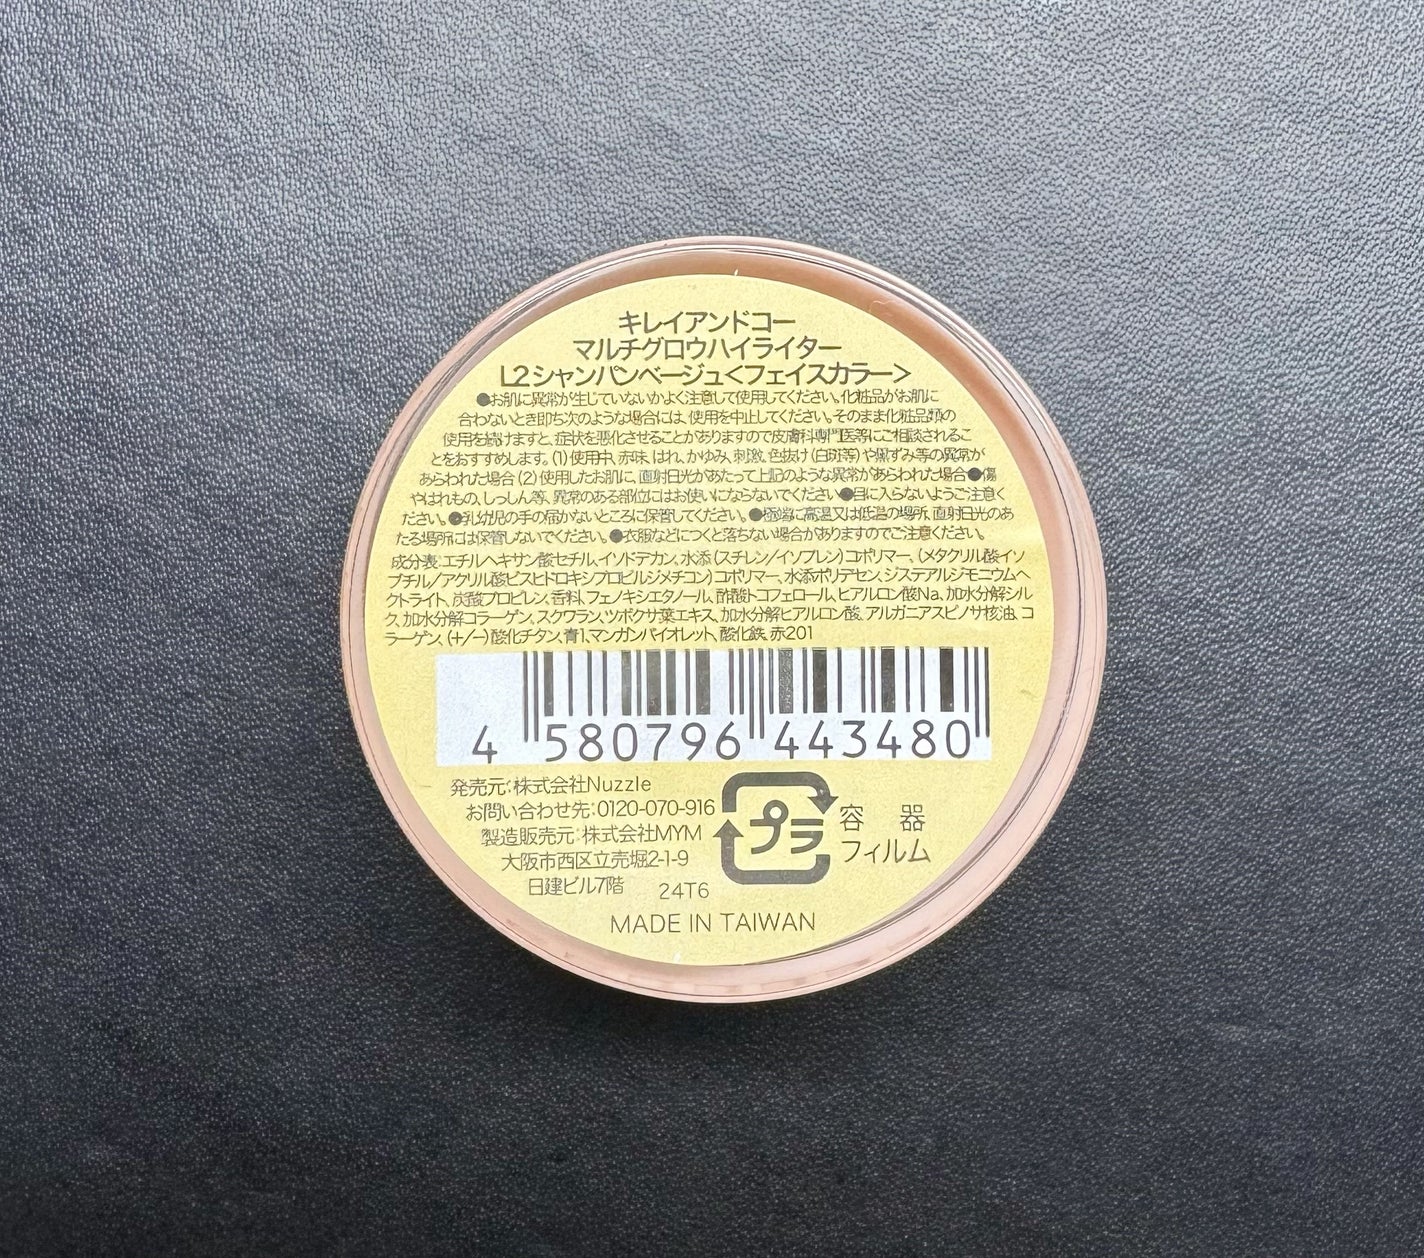 キレイアンドコー
マルチグロウハイライター
L2シャンパンベージュ<フェイスカラー>
●お肌に異常が生じていないかよく注意して使用してください。化粧品がお肌に
合わないとき即ち次のような場合には、使用を中止してください。そのまま化粧品類の
使用を続けますと、症状を悪化させることがありますので皮膚科専門医等にご相談されるこ
とをおすすめします。(1)使用中、赤味、はれ、かゆみ、刺激、色抜け(白斑等)や黒ずみ等の異常が
あらわれた場合(2)使用したお肌に、直射日光があたって上記のような異常があらわれた場合●傷
やはれもの、しっしん等、異常のある部位にはお使いにならないでください●目に入らないようご注意く
ださい。●乳幼児の手の届かないところに保管してください。●極端に高温又は低温の場所、直射日光のあ
たる場所には保管しないでください。●衣服などにつくと落ちない場合がありますのでご注意ください。
成分表:エチルヘキサン酸セチル,イソドデカン,水添(スチレン/イソプレン)コポリマー,(メタクリル酸イソ
ブチル/アクリル酸ビスヒドロキシプロピルジメチコン)コポリマー,水添ポリデセン,ジステアルジモニウムヘ
クトライト,炭酸プロピレン,香料,フェノキシエタノール,酢酸トコフェロール,ヒアルロン酸Na,加水分解シル
ク,加水分解コラーゲン,スクワラン,ツボクサ葉エキス,加水分解ヒアルロン酸,アルガニアスピノサ核油,コ
ラーゲン,(+/−)酸化チタン,青1,マンガンバイオレット,酸化鉄,赤201
4 580796 443480
発売元:株式会社Nuzzle
お問い合わせ先:0120-070-916
製造販売元:株式会社MYM
大阪市西区立売堀2-1-9
日建ビル7階 24T6
プラ 容器
フィルム
MADE IN TAIWAN